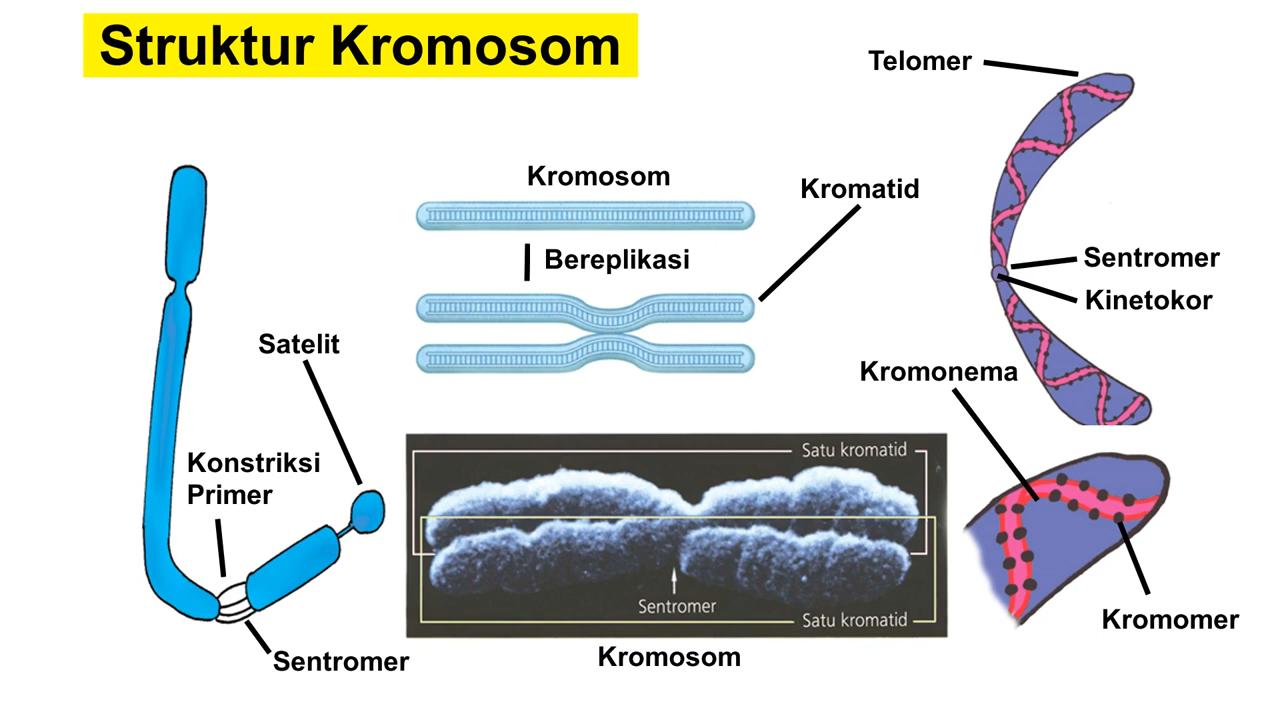 Struktur Kromosom
Telomer
Kromosom
Kromatid
Bereplikasi
Sentromer
Kinetokor
Satelit
Kromonema
Konstriksi
Primer
Satu kromatid
Sentromer
Satu kromatid
Kromomer
Kromosom
Sentromer